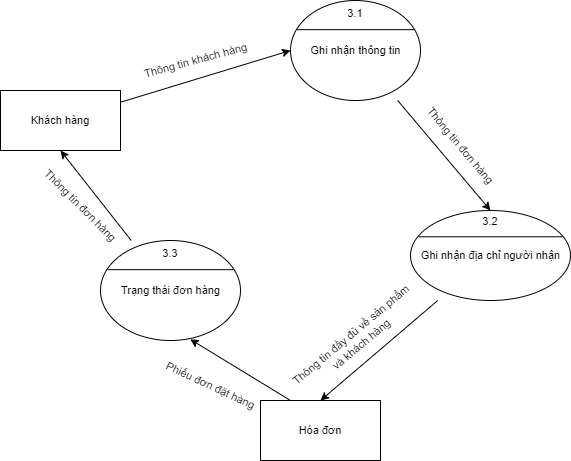 3.1
Ghi nhận thông tin
Thông tin khách hàng
Khách hàng
Thông tin đơn hàng
Thông tín đơn hàng
3.2
Ghi nhận địa chỉ người nhận
3.3
Trạng thái đơn hàng
Thông tin đầy đủ về sản phẩm
và khách hàng
Phiếu đơn đặt hàng
Hóa đơn